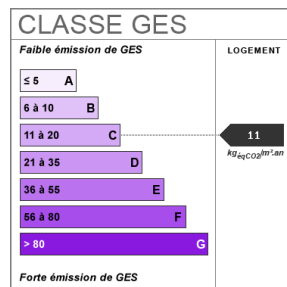 CLASSE GES
Faible émission de GES
LOGEMENT
≤ 5 A
6 à 10 B
11 à 20 C
11
kgéqCO2/m².an
21 à 35 D
36 à 55 E
56 à 80 F
> 80 G
Forte émission de GES